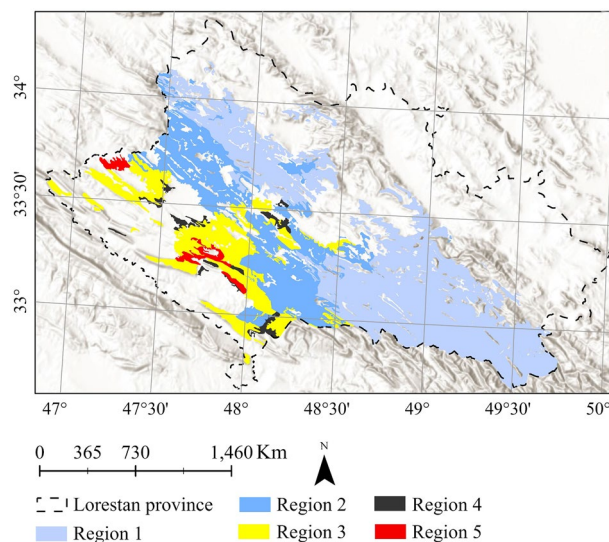 34°
33°30'
33°
47°
47°30'
48°
48°30'
49°
49°30'
50°
0 365 730 1,460 Km
N
Lorestan province
Region 1
Region 2
Region 3
Region 4
Region 5